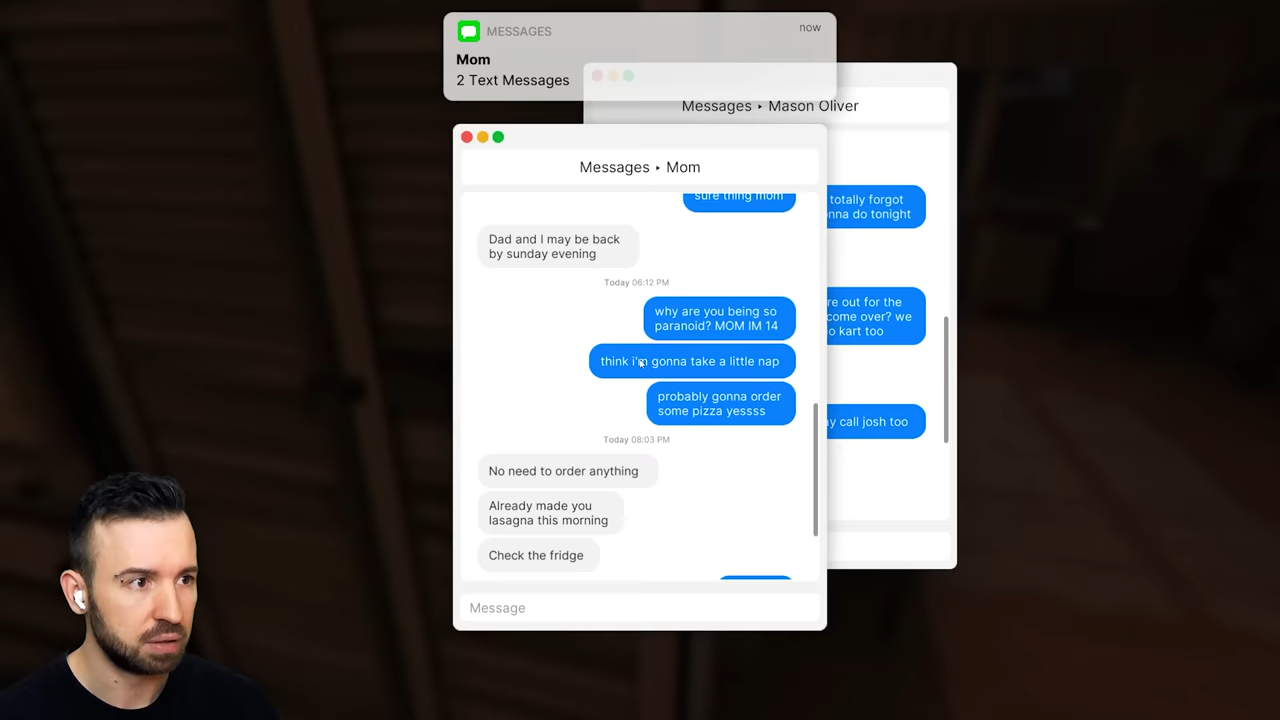 MESSAGES
now
Mom
2 Text Messages
Messages ‣ Mason Oliver
totally forgot
nna do tonight
re out for the
come over? we
o kart too
y call josh too
Messages ‣ Mom
sure thing mom
Dad and I may be back
by sunday evening
Today 06:12 PM
why are you being so
paranoid? MOM IM 14
think i'm gonna take a little nap
probably gonna order
some pizza yessss
Today 08:03 PM
No need to order anything
Already made you
lasagna this morning
Check the fridge
Message